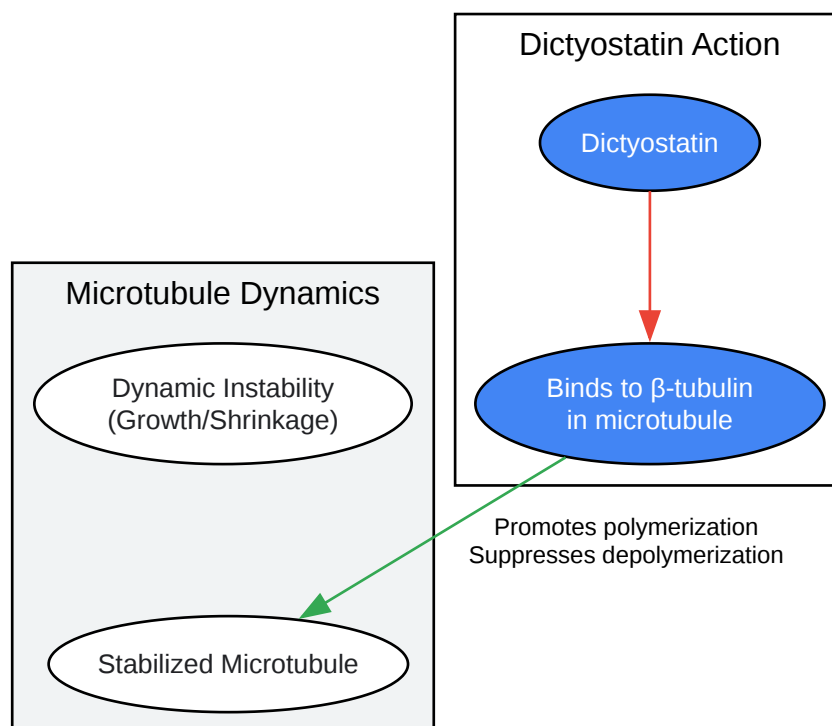 Dictyostatin Action
Dictyostatin
Binds to β-tubulin
in microtubule
Promotes polymerization
Suppresses depolymerization
Microtubule Dynamics
Dynamic Instability
(Growth/Shrinkage)
Stabilized Microtubule